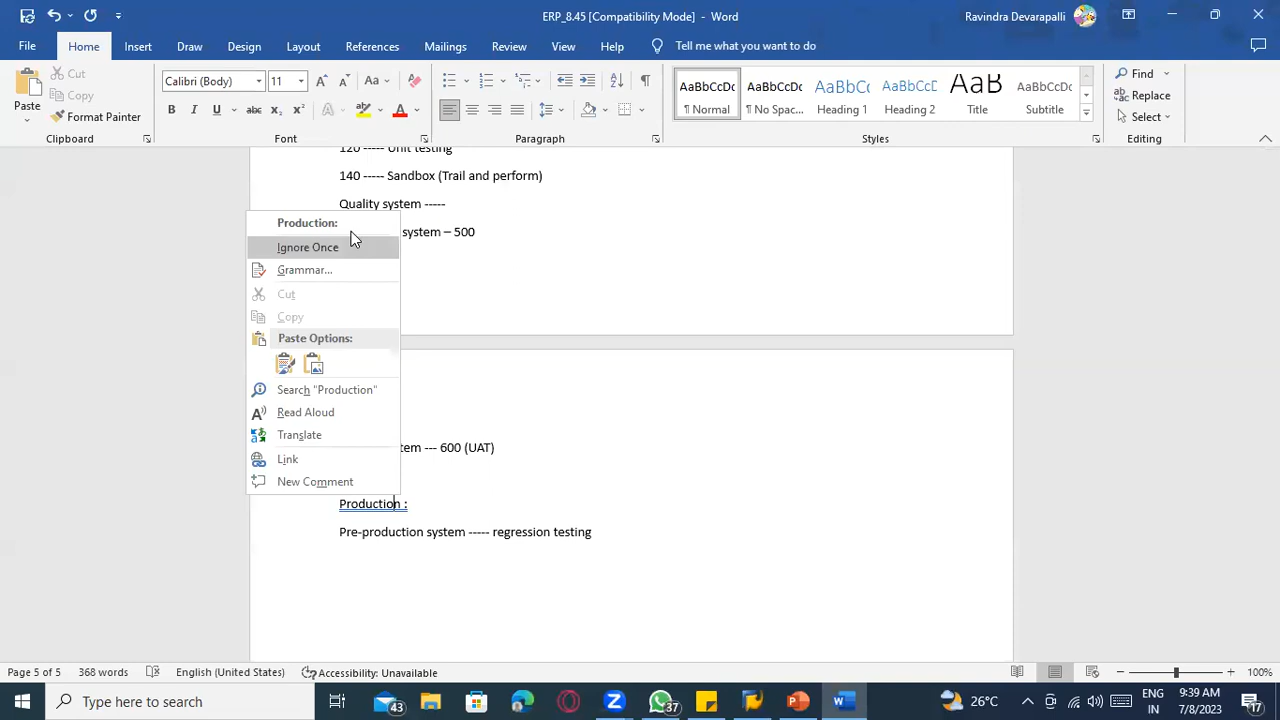 ERP_8.45 [Compatibility Mode] - Word
Ravindra Devarapalli
File Home Insert Draw Design Layout References Mailings Review View Help Tell me what you want to do
Paste
Cut
Copy
Format Painter
Clipboard
Calibri (Body) 11
Font
Paragraph
AaBbCcDc AaBbCcDc AaBbC AaBbCc AaB AaBbCcD
¶ Normal ¶ No Spac... Heading 1 Heading 2 Title Subtitle
Styles
Find
Replace
Select
Editing
120 ----- Unit testing
140 ----- Sandbox (Trail and perform)
Quality system -----
system – 500
Production:
Ignore Once
Grammar...
Cut
Copy
Paste Options:
Search "Production"
Read Aloud
Translate
Link
New Comment
tem --- 600 (UAT)
Production :
Pre-production system ----- regression testing
Page 5 of 5 368 words English (United States) Accessibility: Unavailable 100%
Type here to search
43
37
26°C
ENG
IN
9:39 AM
7/8/2023
17